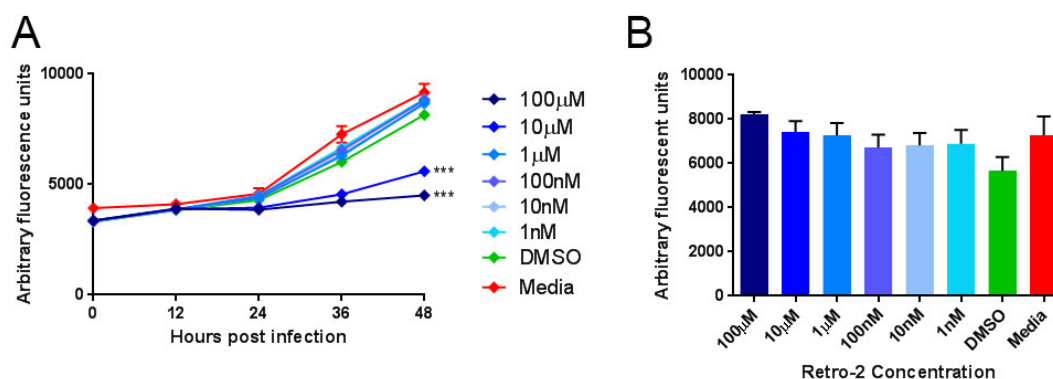 A
Arbitrary fluorescence units
10000
5000
0
0 12 24 36 48
Hours post infection
100μM
10μM
1μM
100nM
10nM
1nM
DMSO
Media
***
***
B
Arbitrary fluorescent units
10000
8000
6000
4000
2000
0
100μM 10μM 1μM 100nM 10nM 1nM DMSO Media
Retro-2 Concentration